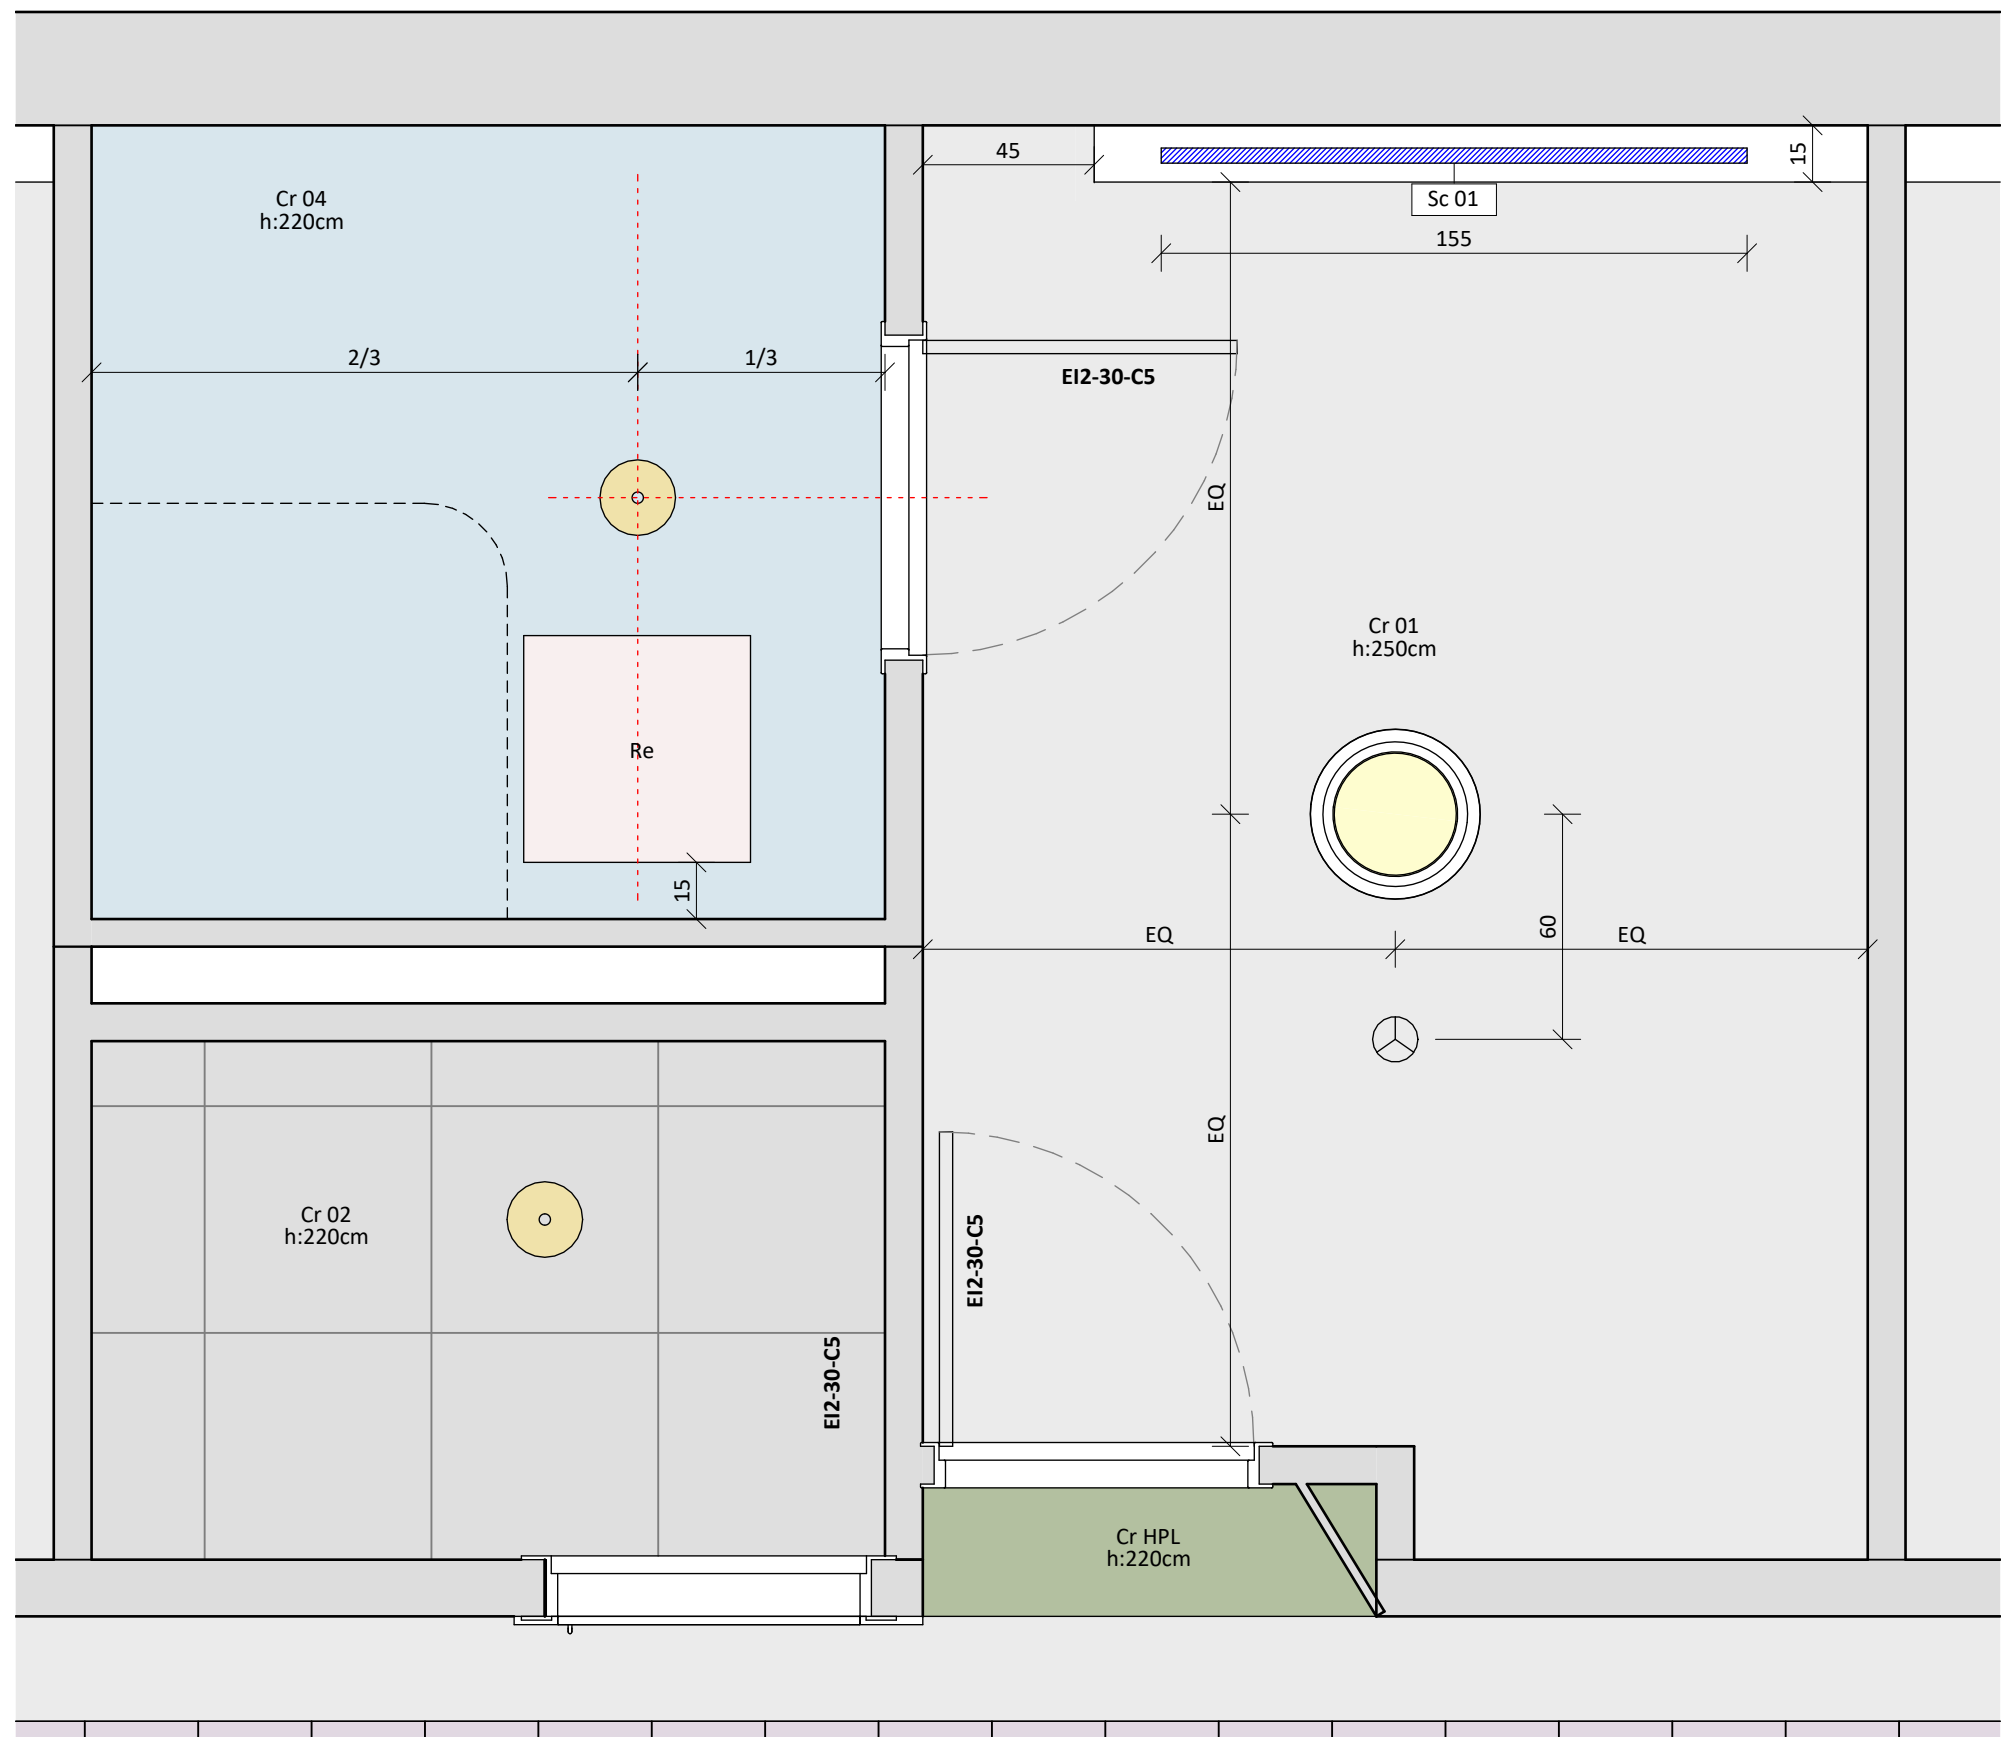 45
15
Cr 04
h:220cm
Sc 01
155
2/3
1/3
EI2-30-C5
EQ
Cr 01
h:250cm
Re
15
EQ
60
EQ
EQ
Cr 02
h:220cm
EI2-30-C5
EI2-30-C5
Cr HPL
h:220cm